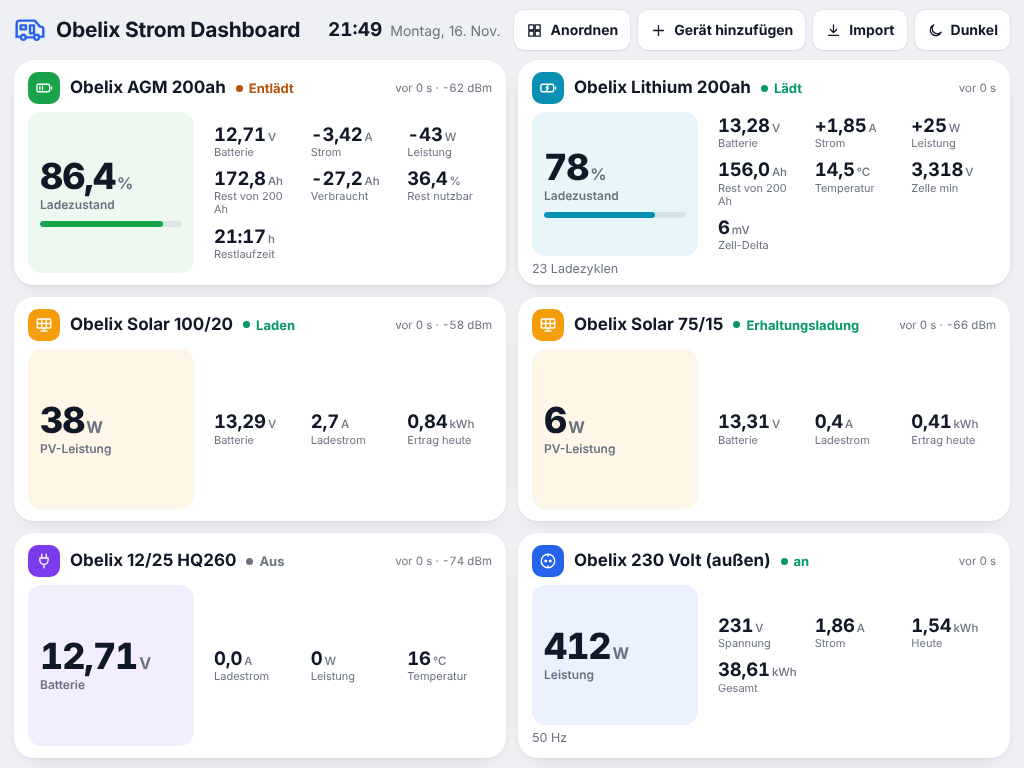 Obelix Strom Dashboard
21:49 Montag, 16. Nov.
Anordnen
Gerät hinzufügen
Import
Dunkel
Obelix AGM 200ah
Entlädt
vor 0 s · -62 dBm
86,4%
Ladezustand
12,71 V
Batterie
-3,42 A
Strom
-43 W
Leistung
172,8 Ah
Rest von 200
Ah
-27,2 Ah
Verbraucht
36,4 %
Rest nutzbar
21:17 h
Restlaufzeit
Obelix Lithium 200ah
Lädt
vor 0 s
78%
Ladezustand
13,28 V
Batterie
+1,85 A
Strom
+25 W
Leistung
156,0 Ah
Rest von 200
Ah
14,5 °C
Temperatur
3,318 V
Zelle min
6 mV
Zell-Delta
23 Ladezyklen
Obelix Solar 100/20
Laden
vor 0 s · -58 dBm
38W
PV-Leistung
13,29 V
Batterie
2,7 A
Ladestrom
0,84 kWh
Ertrag heute
Obelix Solar 75/15
Erhaltungsladung
vor 0 s · -66 dBm
6W
PV-Leistung
13,31 V
Batterie
0,4 A
Ladestrom
0,41 kWh
Ertrag heute
Obelix 12/25 HQ260
Aus
vor 0 s · -74 dBm
12,71 V
Batterie
0,0 A
Ladestrom
0 W
Leistung
16 °C
Temperatur
Obelix 230 Volt (außen)
an
vor 0 s
412 W
Leistung
231 V
Spannung
1,86 A
Strom
1,54 kWh
Heute
38,61 kWh
Gesamt
50 Hz